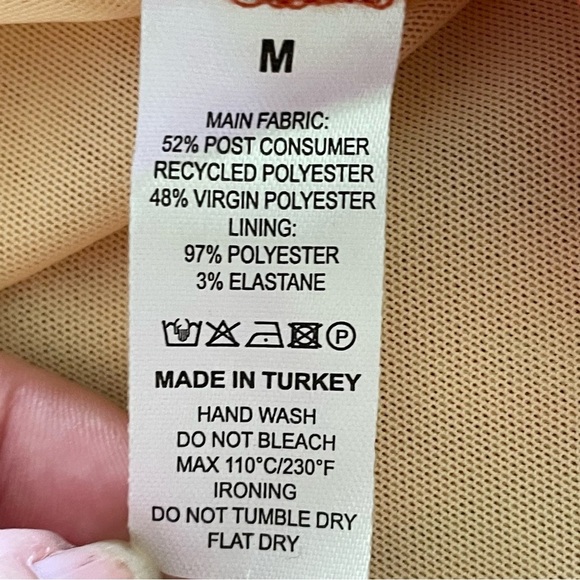 M
MAIN FABRIC:
52% POST CONSUMER
RECYCLED POLYESTER
48% VIRGIN POLYESTER
LINING:
97% POLYESTER
3% ELASTANE
P
MADE IN TURKEY
HAND WASH
DO NOT BLEACH
MAX 110°C/230°F
IRONING
DO NOT TUMBLE DRY
FLAT DRY